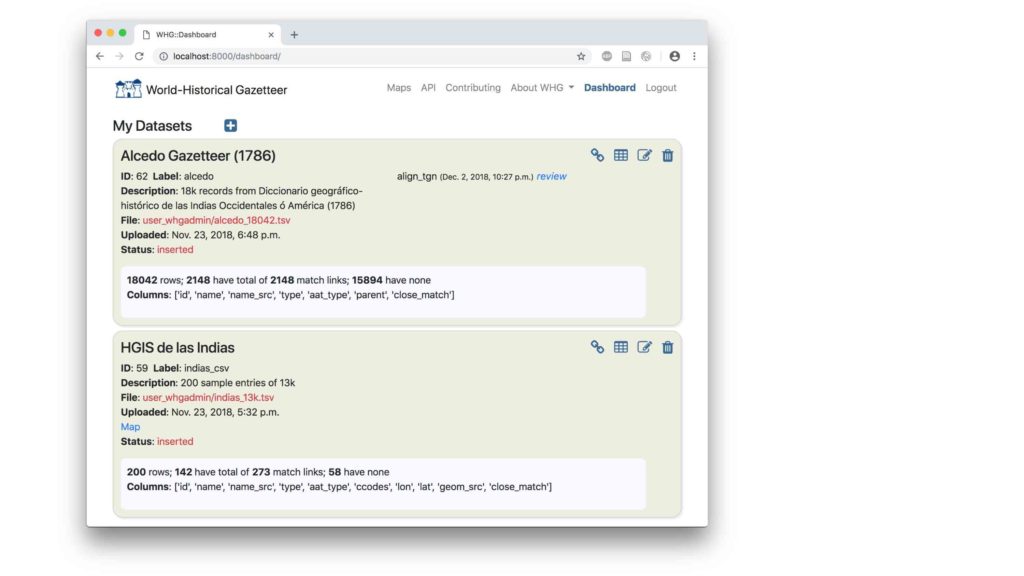 WHG::Dashboard
localhost:8000/dashboard/
World-Historical Gazetteer
Maps API Contributing About WHG Dashboard Logout
My Datasets
Alcedo Gazetteer (1786)
ID: 62 Label: alcedo
align_tgn (Dec. 2, 2018, 10:27 p.m.) review
Description: 18k records from Diccionario geográfico-
histórico de las Indias Occidentales ó América (1786)
File: user_whgadmin/alcedo_18042.tsv
Uploaded: Nov. 23, 2018, 6:48 p.m.
Status: inserted
18042 rows; 2148 have total of 2148 match links; 15894 have none
Columns: ['id', 'name', 'name_src', 'type', 'aat_type', 'parent', 'close_match']
HGIS de las Indias
ID: 59 Label: indias_csv
Description: 200 sample entries of 13k
File: user_whgadmin/indias_13k.tsv
Uploaded: Nov. 23, 2018, 5:32 p.m.
Map
Status: inserted
200 rows; 142 have total of 273 match links; 58 have none
Columns: ['id', 'name', 'name_src', 'type', 'aat_type', 'ccodes', 'lon', 'lat', 'geom_src', 'close_match']